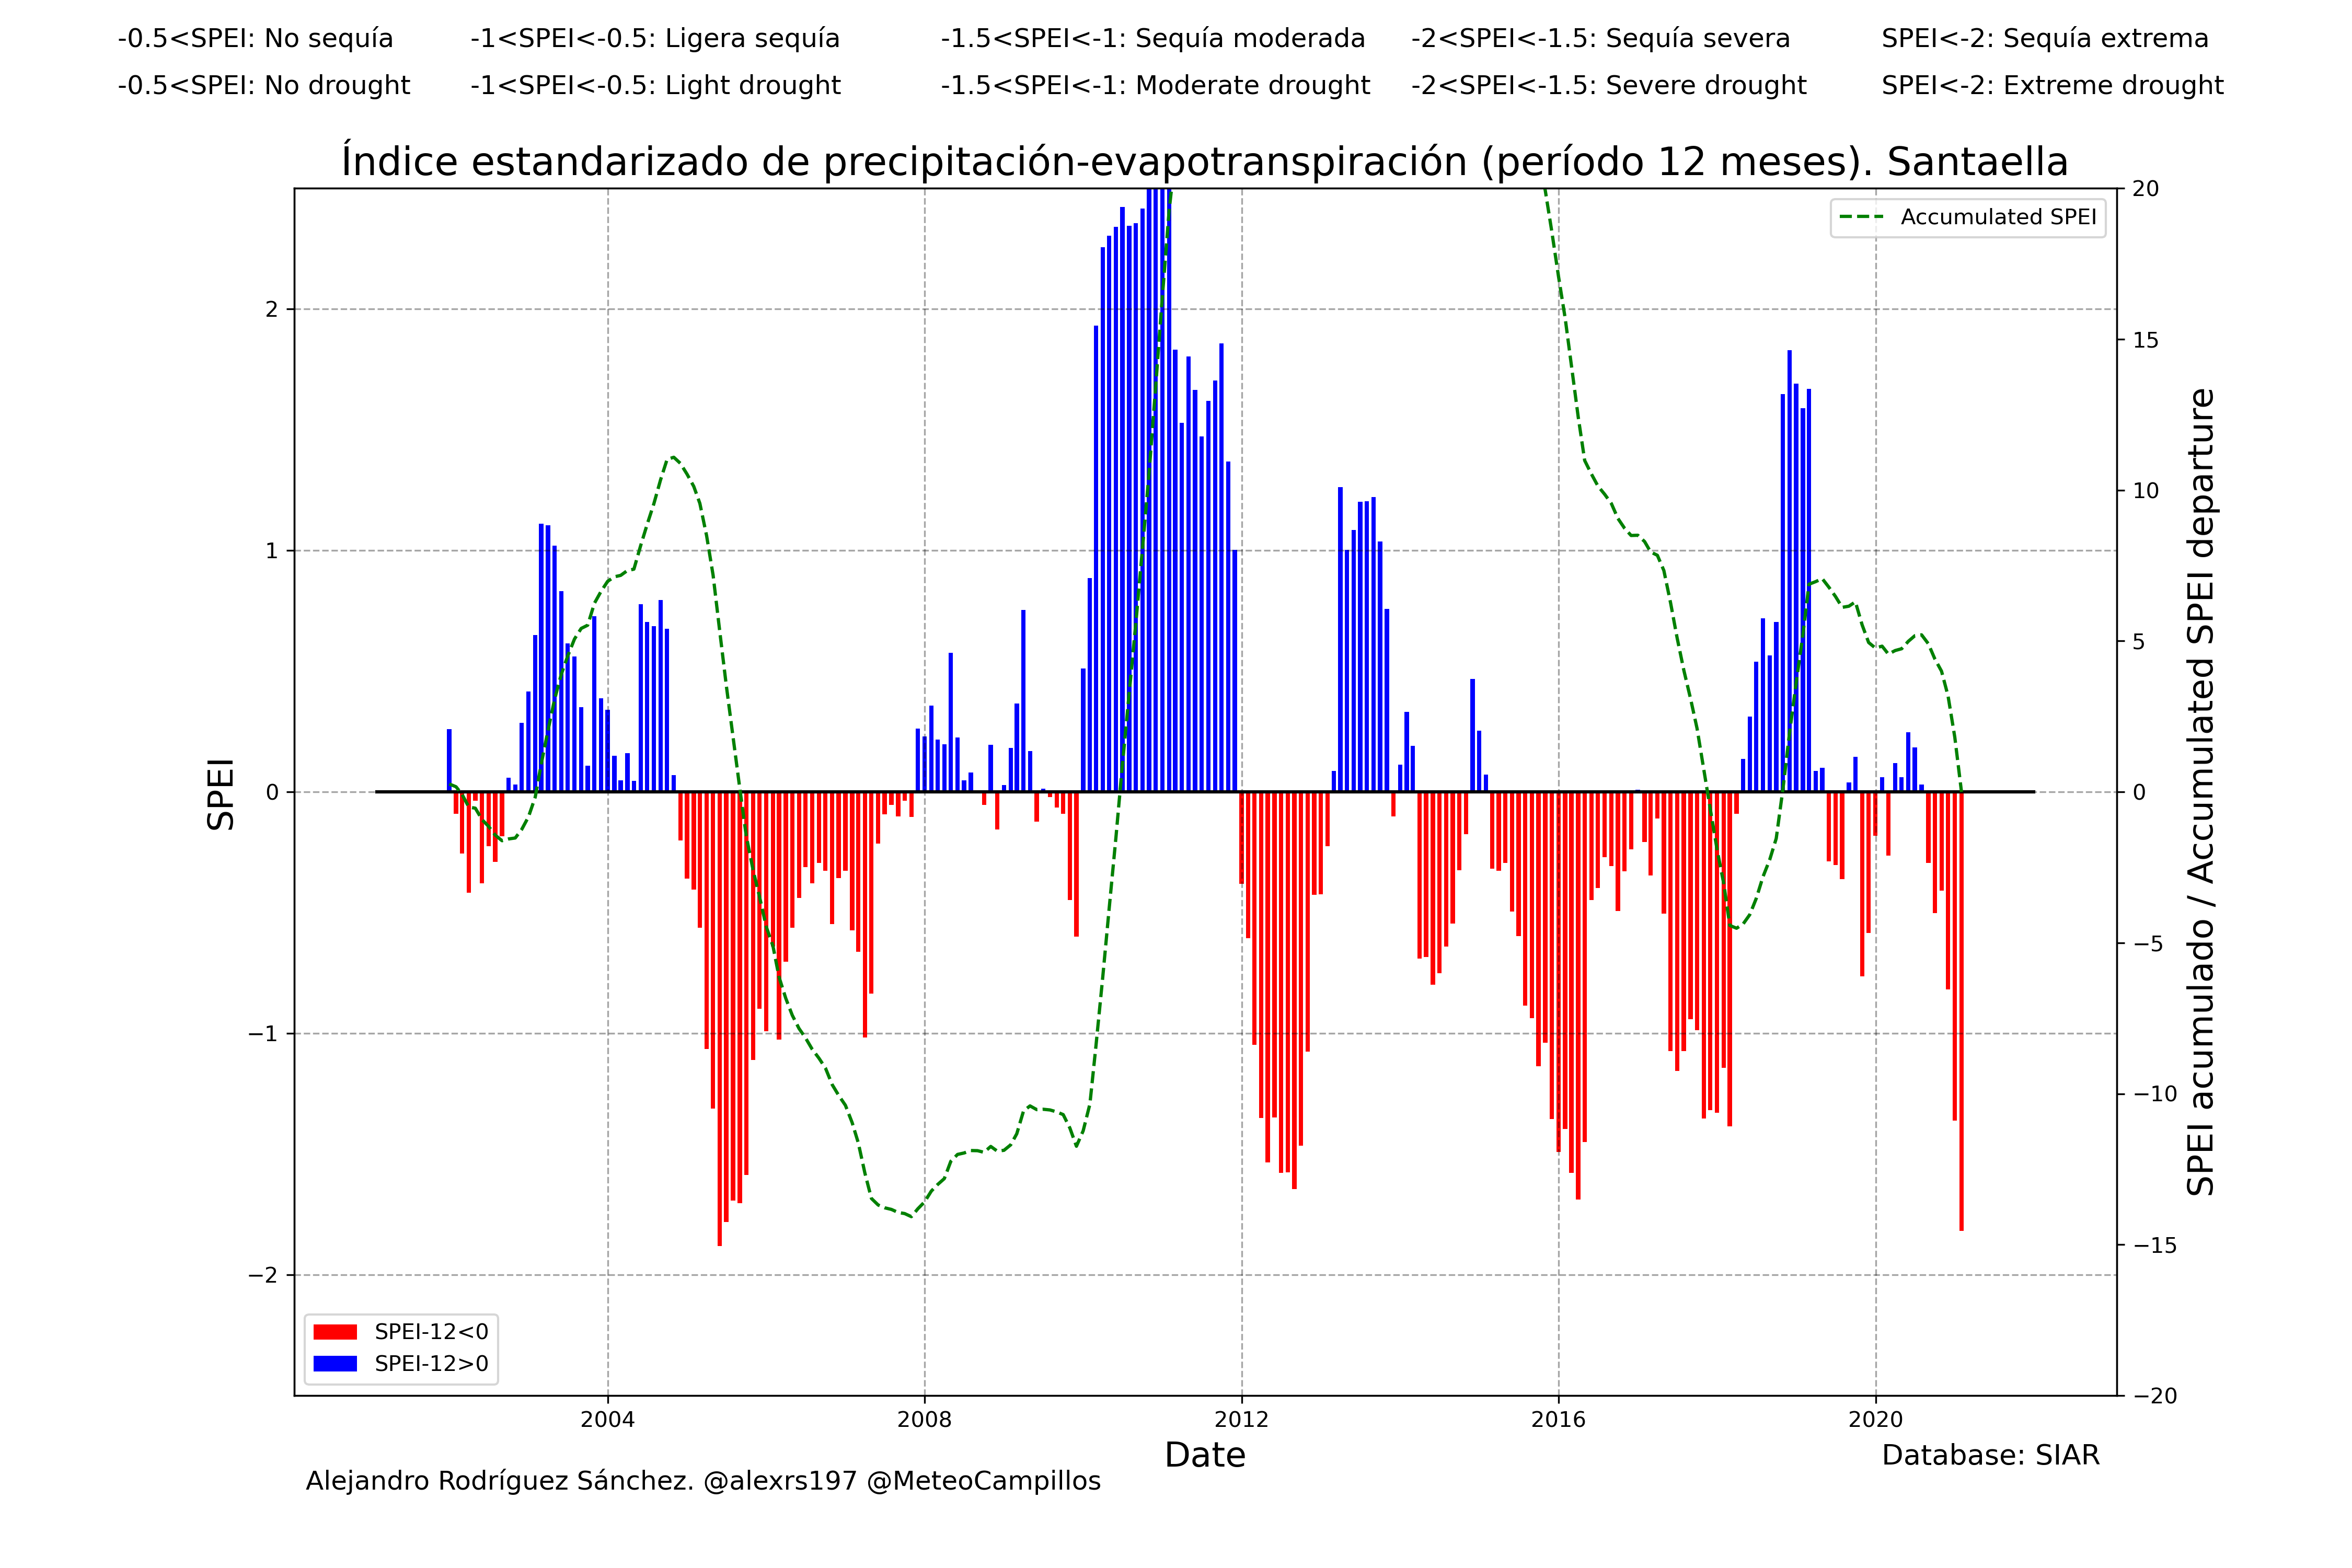 -0.5<SPEI: No sequía -1<SPEI<-0.5: Ligera sequía -1.5<SPEI<-1: Sequía moderada -2<SPEI<-1.5: Sequía severa SPEI<-2: Sequía extrema
-0.5<SPEI: No drought -1<SPEI<-0.5: Light drought -1.5<SPEI<-1: Moderate drought -2<SPEI<-1.5: Severe drought SPEI<-2: Extreme drought
Índice estandarizado de precipitación-evapotranspiración (período 12 meses). Santaella
SPEI
2
1
0
−1
−2
Accumulated SPEI
20
15
10
5
0
−5
−10
−15
−20
SPEI acumulado / Accumulated SPEI departure
SPEI-12<0
SPEI-12>0
2004 2008 2012 2016 2020
Date
Database: SIAR
Alejandro Rodríguez Sánchez. @alexrs197 @MeteoCampillos